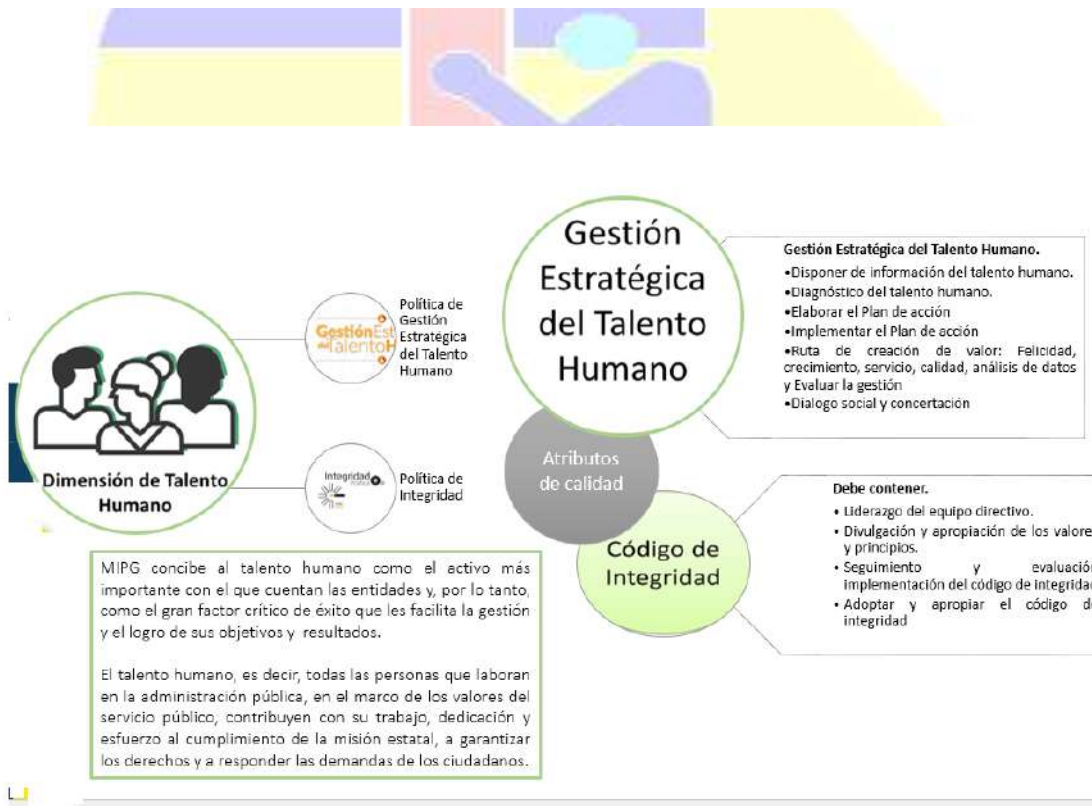 Dimensión de Talento
Humano
GestiónEst
del TalentoH
Política de
Gestión
Estratégica
del Talento
Humano
Integridad
Política de
Integridad
MIPG concibe al talento humano como el activo más
importante con el que cuentan las entidades y, por lo tanto,
como el gran factor crítico de éxito que les facilita la gestión
y el logro de sus objetivos y resultados.
El talento humano, es decir, todas las personas que laboran
en la administración pública, en el marco de los valores del
servicio público, contribuyen con su trabajo, dedicación y
esfuerzo al cumplimiento de la misión estatal, a garantizar
los derechos y a responder las demandas de los ciudadanos.
Gestión
Estratégica
del Talento
Humano
Atributos
de calidad
Código de
Integridad
Gestión Estratégica del Talento Humano.
•Disponer de información del talento humano.
•Diagnóstico del talento humano.
•Elaborar el Plan de acción
•Implementar el Plan de acción
•Ruta de creación de valor: Felicidad,
crecimiento, servicio, calidad, análisis de datos
y Evaluar la gestión
•Dialogo social y concertación
Debe contener.
• Liderazgo del equipo directivo.
• Divulgación y apropiación de los valore
y principios.
• Seguimiento y evaluación
implementación del código de integridad
• Adoptar y apropiar el código de
integridad